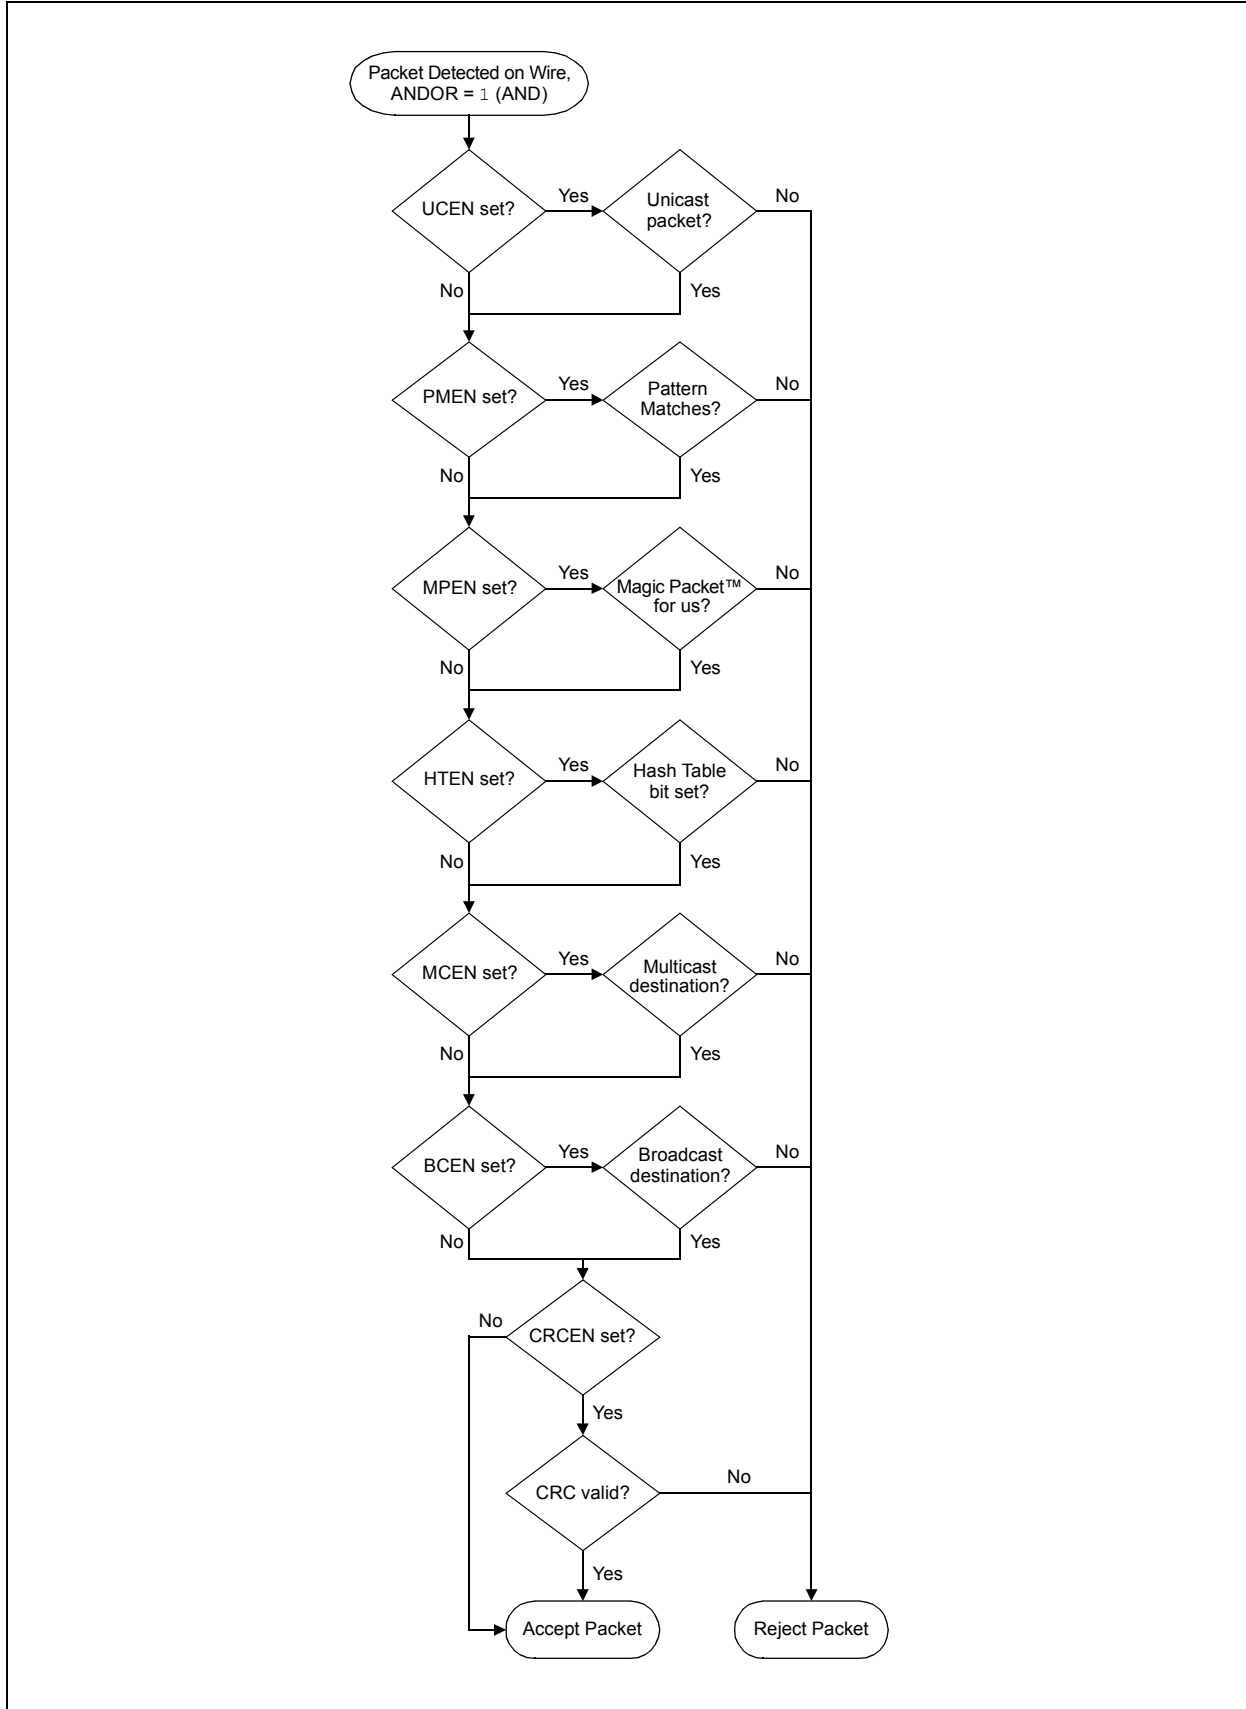 Packet Detected on Wire,
ANDOR = 1 (AND)
UCEN set?
Yes
Unicast
packet?
No
No
Yes
PMEN set?
Yes
Pattern
Matches?
No
No
Yes
MPEN set?
Yes
Magic Packet™
for us?
No
No
Yes
HTEN set?
Yes
Hash Table
bit set?
No
No
Yes
MCEN set?
Yes
Multicast
destination?
No
No
Yes
BCEN set?
Yes
Broadcast
destination?
No
No
Yes
No
CRCEN set?
Yes
CRC valid?
No
Yes
Accept Packet
Reject Packet